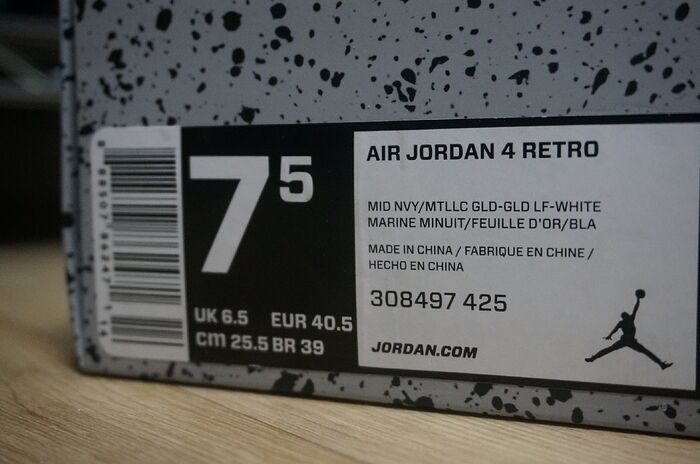 7 5
UK 6.5 EUR 40.5
cm 25.5 BR 39
AIR JORDAN 4 RETRO
MID NVY/MTLLC GLD-GLD LF-WHITE
MARINE MINUIT/FEUILLE D'OR/BLA
MADE IN CHINA / FABRIQUE EN CHINE /
HECHO EN CHINA
308497 425
JORDAN.COM